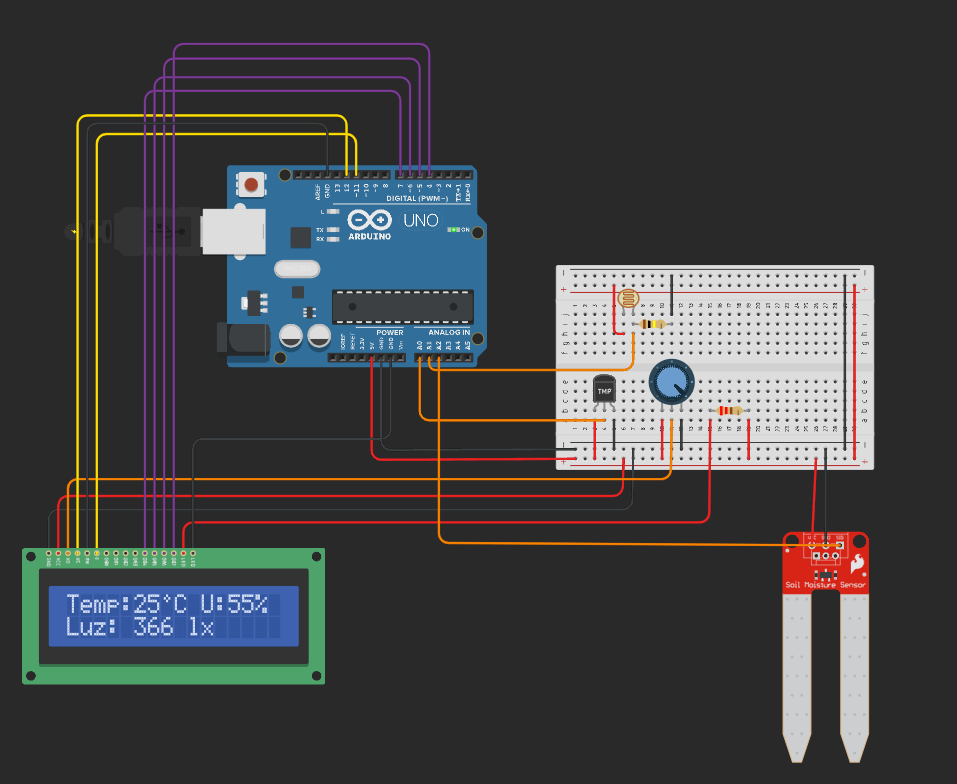 AREF
GND
13
12
~11
~10
~9
8
7
~6
~5
4
~3
2
TX→1
RX←0
DIGITAL (PWM~)
L
TX
RX
UNO
ARDUINO
ON
POWER
ANALOG IN
IOREF
RESET
3.3V
5V
GND
GND
Vin
A0
A1
A2
A3
A4
A5
TMP
Soil Moisture Sensor
Temp:25°C U:55%
Luz: 366 lx